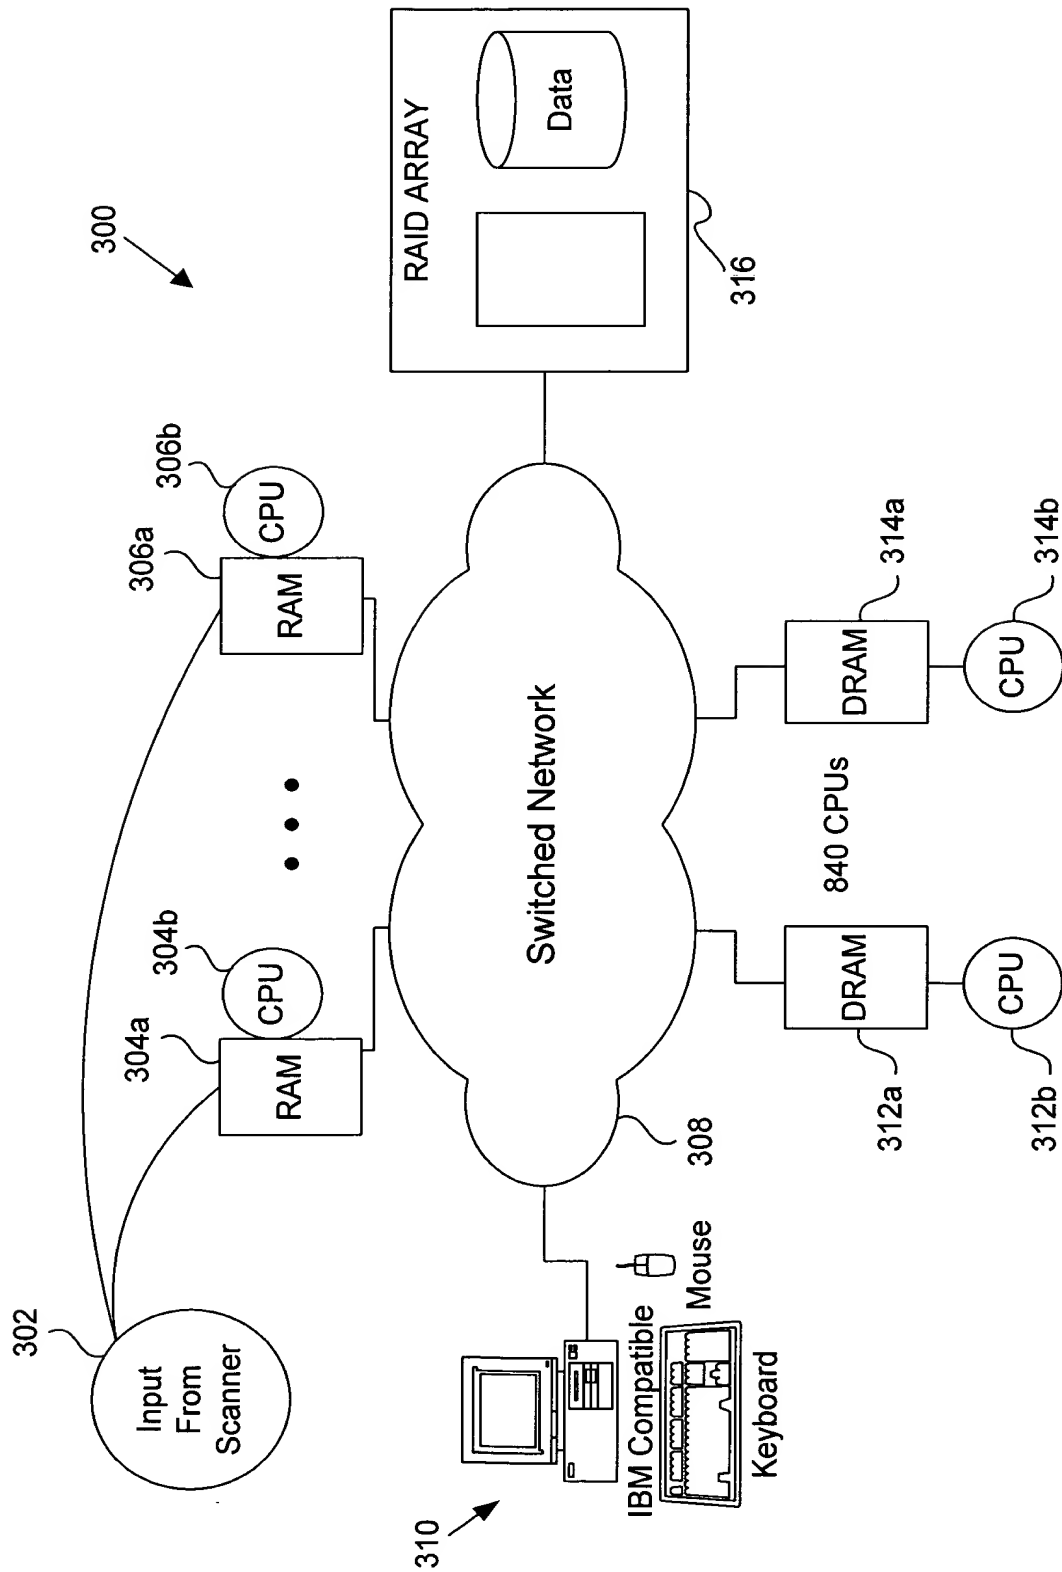 300
302
Input
From
Scanner
304a
304b
RAM
CPU
306a
306b
RAM
CPU
RAID ARRAY
Data
316
Switched Network
308
310
IBM Compatible
Mouse
Keyboard
DRAM
312a
CPU
312b
840 CPUs
DRAM
314a
CPU
314b